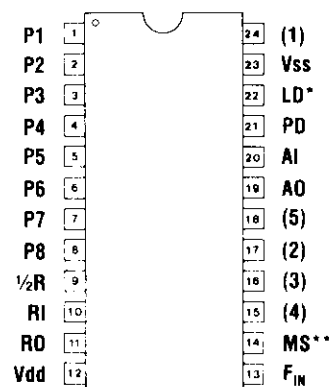 P1 1 24 (1)
P2 2 23 Vss
P3 3 22 LD*
P4 4 21 PD
P5 5 20 AI
P6 6 19 AO
P7 7 18 (5)
P8 8 17 (2)
½R 9 16 (3)
RI 10 15 (4)
RO 11 14 MS**
Vdd 12 13 FIN